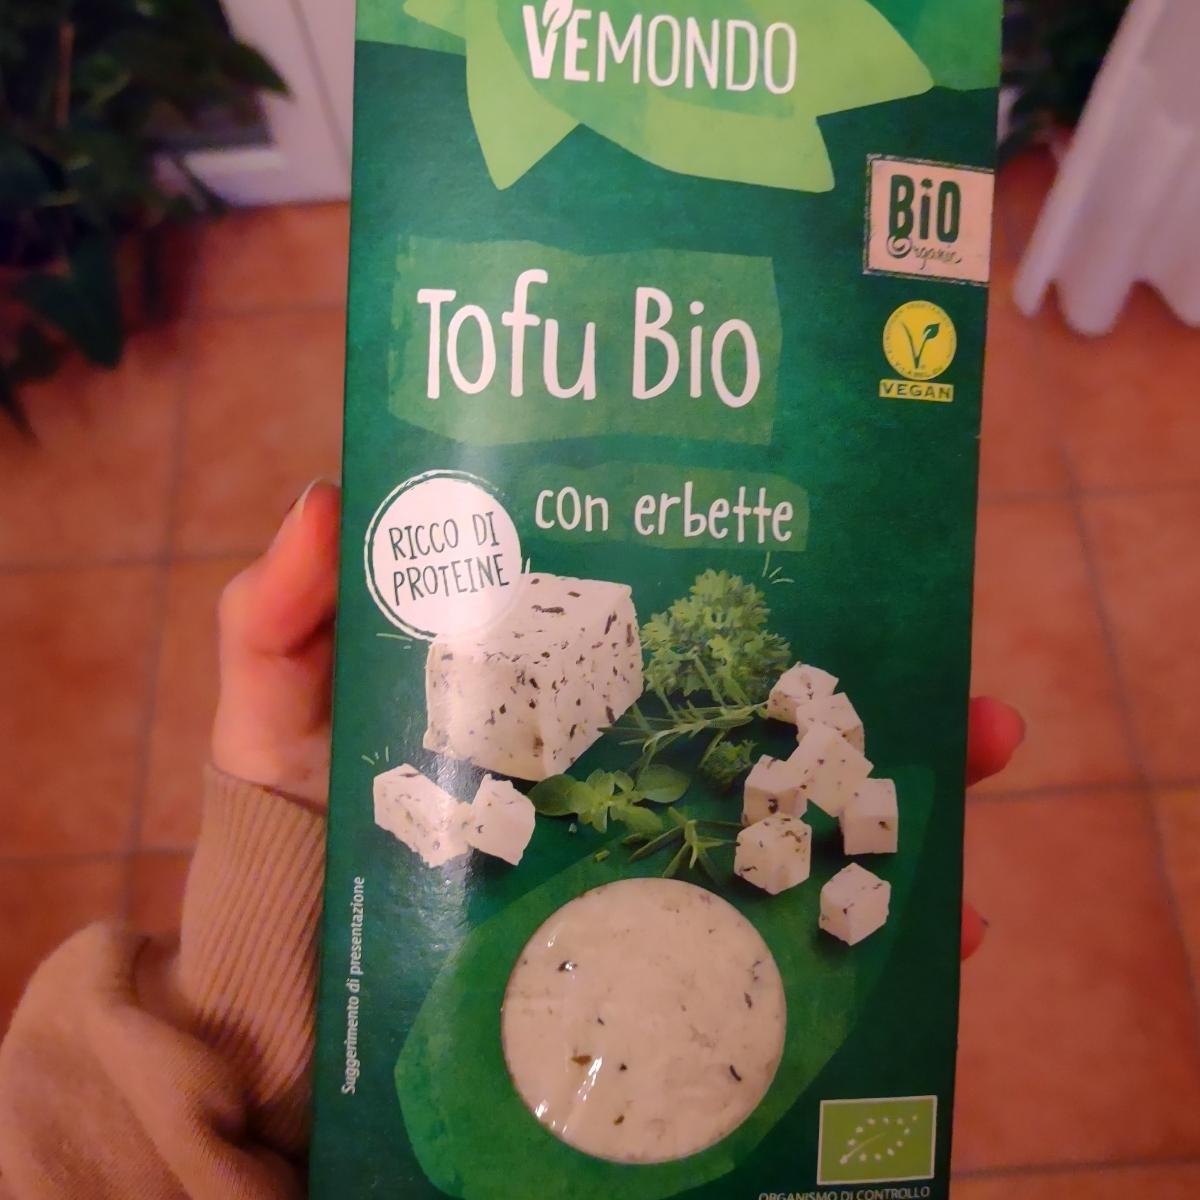 VEMONDO
BiO
Organic
Tofu Bio
VEGAN
con erbette
RICCO DI
PROTEINE
Suggerimento di presentazione
ORGANISMO DI CONTROLLO